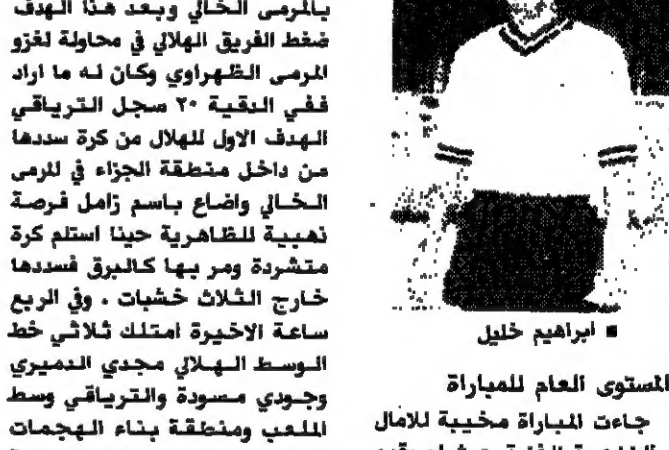 ■ ابراهيم خليل
المستوى العام للمباراة
جاءت المباراة مخيبة للامال
بالمرمى الخالي وبعد هذا الهدف
ضغط الفريق الهلالي في محاولة لغزو
المرمى الظهراوي وكان له ما اراد
ففي الدقية ٢٠ سجل الترياقي
الهدف الاول للهلال من كرة سددها
من داخل منطقة الجزاء في المرمى
الخالي واضاع باسم زامل فرصة
ذهبية للظاهرية حينا استلم كرة
متشردة ومر بها كالبرق فسددها
خارج الثلاث خشبات . وفي الربع
ساعة الاخيرة امتلك ثلاثي خط
الوسط الهلالي مجدي الدميري
وجودي مسودة والترياقي وسط
الملعب ومنطقة بناء الهجمات